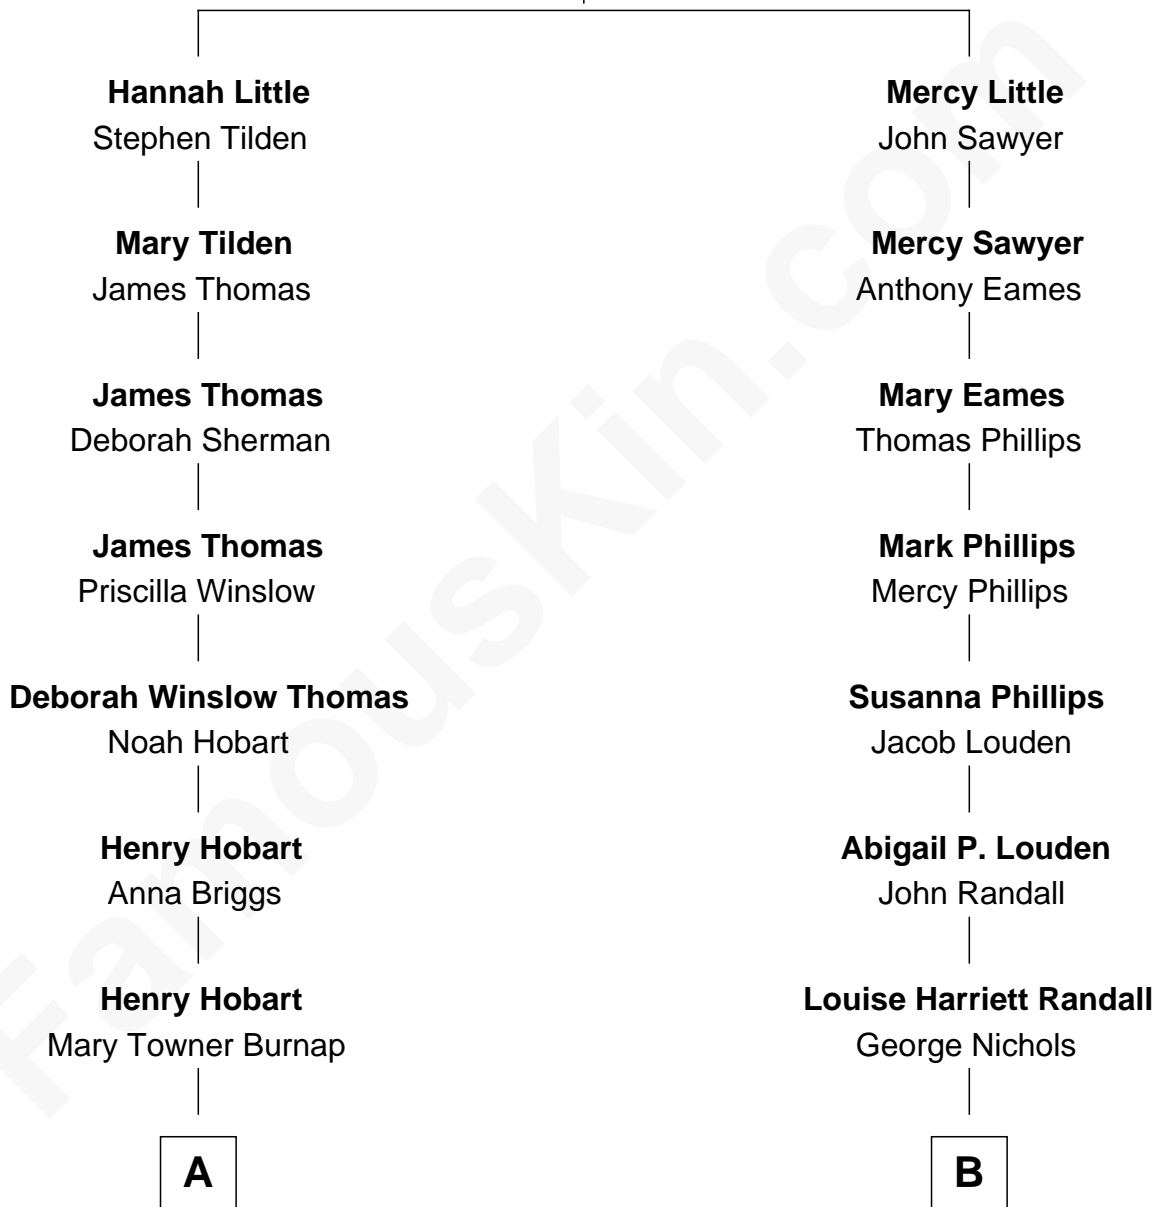 Hannah Little
Stephen Tilden
Mary Tilden
James Thomas
James Thomas
Deborah Sherman
James Thomas
Priscilla Winslow
Deborah Winslow Thomas
Noah Hobart
Henry Hobart
Anna Briggs
Henry Hobart
Mary Towner Burnap
A
Mercy Little
John Sawyer
Mercy Sawyer
Anthony Eames
Mary Eames
Thomas Phillips
Mark Phillips
Mercy Phillips
Susanna Phillips
Jacob Louden
Abigail P. Louden
John Randall
Louise Harriett Randall
George Nichols
B
FamousKin.com